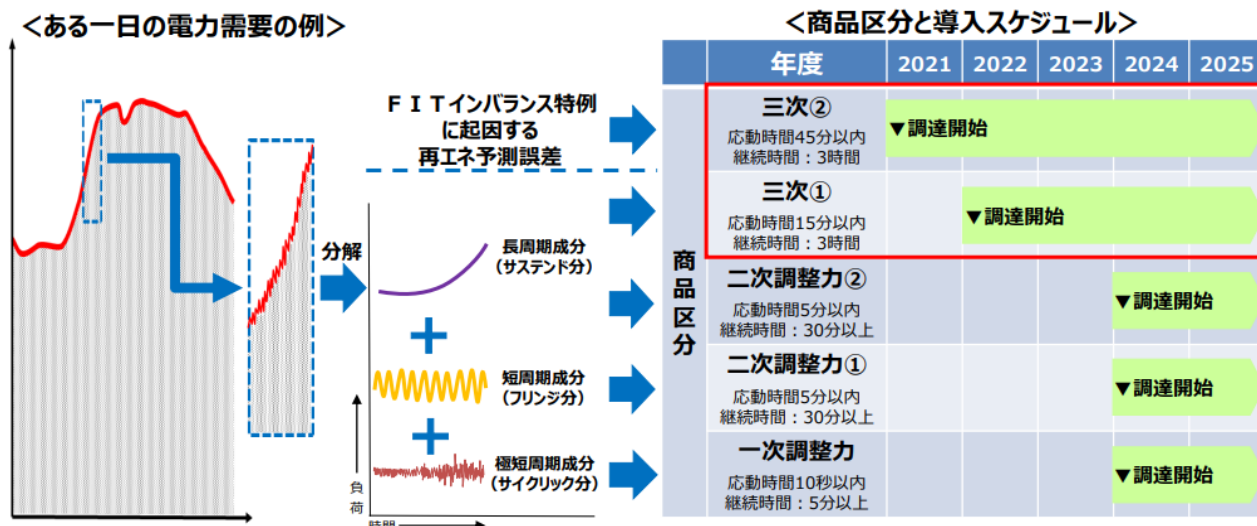 ＜ある一日の電力需要の例＞
分解
ＦＩＴインバランス特例
に起因する
再エネ予測誤差
長周期成分
（サステンド分）
短周期成分
（フリンジ分）
極短周期成分
（サイクリック分）
負荷
時間
＜商品区分と導入スケジュール＞
年度 2021 2022 2023 2024 2025
商品区分
三次②
応動時間45分以内
継続時間：3時間
▼調達開始
三次①
応動時間15分以内
継続時間：3時間
▼調達開始
二次調整力②
応動時間5分以内
継続時間：30分以上
▼調達開始
二次調整力①
応動時間5分以内
継続時間：30分以上
▼調達開始
一次調整力
応動時間10秒以内
継続時間：5分以上
▼調達開始